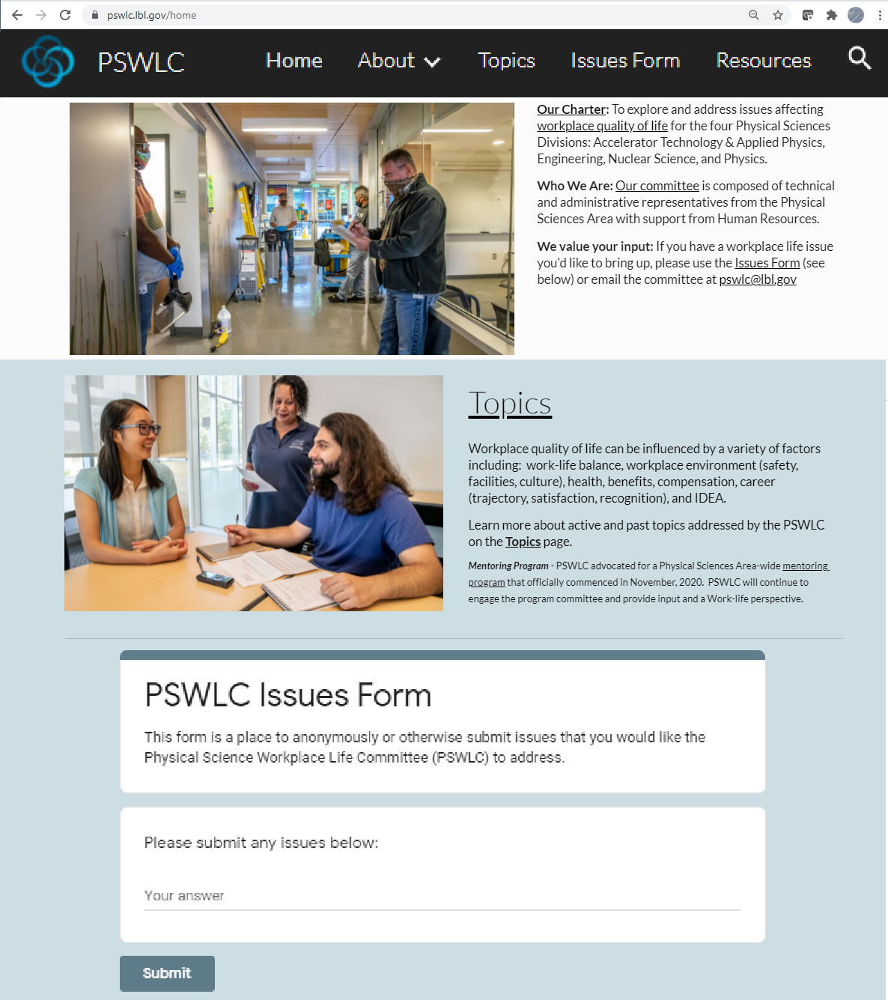 pswlc.lbl.gov/home
PSWLC
Home
About
Topics
Issues Form
Resources
Our Charter: To explore and address issues affecting
workplace quality of life for the four Physical Sciences
Divisions: Accelerator Technology & Applied Physics,
Engineering, Nuclear Science, and Physics.
Who We Are: Our committee is composed of technical
and administrative representatives from the Physical
Sciences Area with support from Human Resources.
We value your input: If you have a workplace life issue
you'd like to bring up, please use the Issues Form (see
below) or email the committee at pswlc@lbl.gov
Topics
Workplace quality of life can be influenced by a variety of factors
including:  work-life balance, workplace environment (safety,
facilities, culture), health, benefits, compensation, career
(trajectory, satisfaction, recognition), and IDEA.
Learn more about active and past topics addressed by the PSWLC
on the Topics page.
Mentoring Program - PSWLC advocated for a Physical Sciences Area-wide mentoring
program that officially commenced in November, 2020.  PSWLC will continue to
engage the program committee and provide input and a Work-life perspective.
PSWLC Issues Form
This form is a place to anonymously or otherwise submit issues that you would like the
Physical Science Workplace Life Committee (PSWLC) to address.
Please submit any issues below:
Your answer
Submit